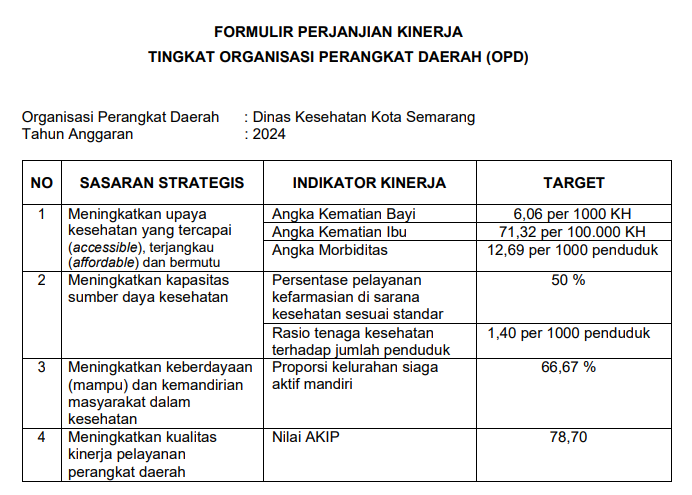 FORMULIR PERJANJIAN KINERJA
TINGKAT ORGANISASI PERANGKAT DAERAH (OPD)
Organisasi Perangkat Daerah : Dinas Kesehatan Kota Semarang
Tahun Anggaran : 2024
NO SASARAN STRATEGIS INDIKATOR KINERJA TARGET
1 Meningkatkan upaya
kesehatan yang tercapai
(accessible), terjangkau
(affordable) dan bermutu
Angka Kematian Bayi 6,06 per 1000 KH
Angka Kematian Ibu 71,32 per 100.000 KH
Angka Morbiditas 12,69 per 1000 penduduk
2 Meningkatkan kapasitas
sumber daya kesehatan
Persentase pelayanan
kefarmasian di sarana
kesehatan sesuai standar
50 %
Rasio tenaga kesehatan
terhadap jumlah penduduk
1,40 per 1000 penduduk
3 Meningkatkan keberdayaan
(mampu) dan kemandirian
masyarakat dalam
kesehatan
Proporsi kelurahan siaga
aktif mandiri
66,67 %
4 Meningkatkan kualitas
kinerja pelayanan
perangkat daerah
Nilai AKIP 78,70